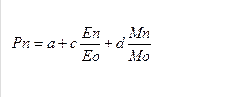 Pn = a + c En/Eo + d Mn/Mo